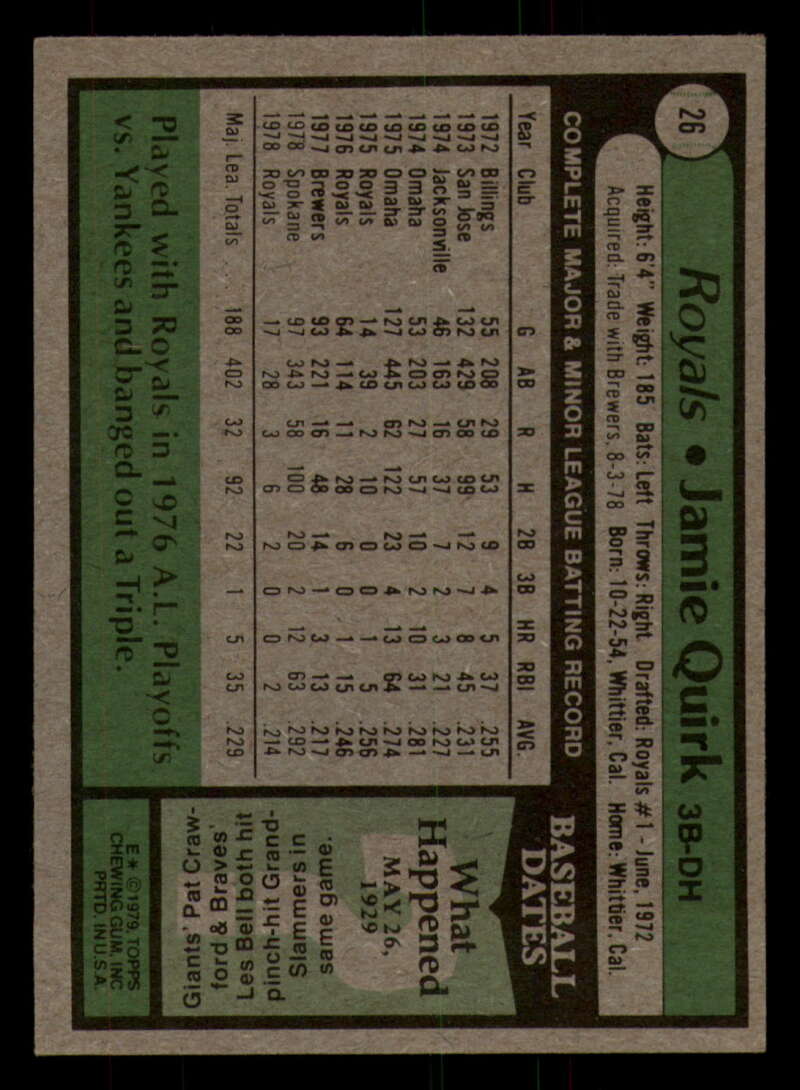 26
Royals • Jamie Quirk 3B-DH
Height: 6'4" Weight: 185 Bats: Left Throws: Right Drafted: Royals #1 - June, 1972
Acquired: Trade with Brewers, 8-3-78 Born: 10-22-54, Whittier, Cal. Home: Whittier, Cal.
COMPLETE MAJOR & MINOR LEAGUE BATTING RECORD
Year Club G AB R H 2B 3B HR RBI AVG.
1972 Billings 55 208 29 53 9 4 5 37 .255
1973 San Jose 132 429 58 99 12 7 8 45 .231
1974 Jacksonville 46 163 16 37 7 2 3 21 .227
1974 Omaha 53 203 27 57 10 2 10 31 .281
1975 Omaha 127 445 62 122 23 4 13 64 .274
1975 Royals 14 39 2 10 0 0 1 5 .256
1976 Royals 64 114 11 28 6 0 1 15 .246
1977 Brewers 93 221 16 48 14 1 3 13 .217
1978 Spokane 97 343 58 100 20 2 12 63 .292
1978 Royals 17 28 3 6 2 0 0 2 .214
Maj. Lea. Totals .... 188 402 32 92 22 1 5 35 .229
Played with Royals in 1976 A.L. Playoffs
vs. Yankees and banged out a Triple.
BASEBALL
DATES
What
Happened
MAY 26,
1929
Giants' Pat Craw-
ford & Braves'
Les Bell both hit
pinch-hit Grand-
Slammers in
same game.
E* ©1979, TOPPS
CHEWING GUM, INC
PRTD. IN U.S.A.